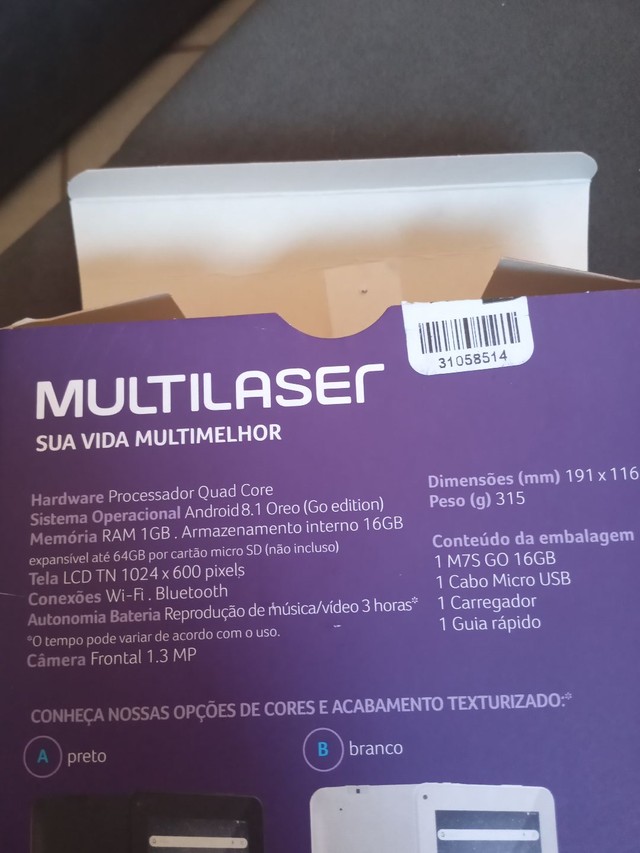 31058514
MULTILASER
SUA VIDA MULTIMELHOR
Hardware Processador Quad Core
Sistema Operacional Android 8.1 Oreo (Go edition)
Memória RAM 1GB . Armazenamento interno 16GB
expansível até 64GB por cartão micro SD (não incluso)
Tela LCD TN 1024 x 600 pixels
Conexões Wi-Fi . Bluetooth
Autonomia Bateria Reprodução de música/vídeo 3 horas*
*O tempo pode variar de acordo com o uso.
Câmera Frontal 1.3 MP
Dimensões (mm) 191 x 116
Peso (g) 315
Conteúdo da embalagem
1 M7S GO 16GB
1 Cabo Micro USB
1 Carregador
1 Guia rápido
CONHEÇA NOSSAS OPÇÕES DE CORES E ACABAMENTO TEXTURIZADO:*
A preto
B branco